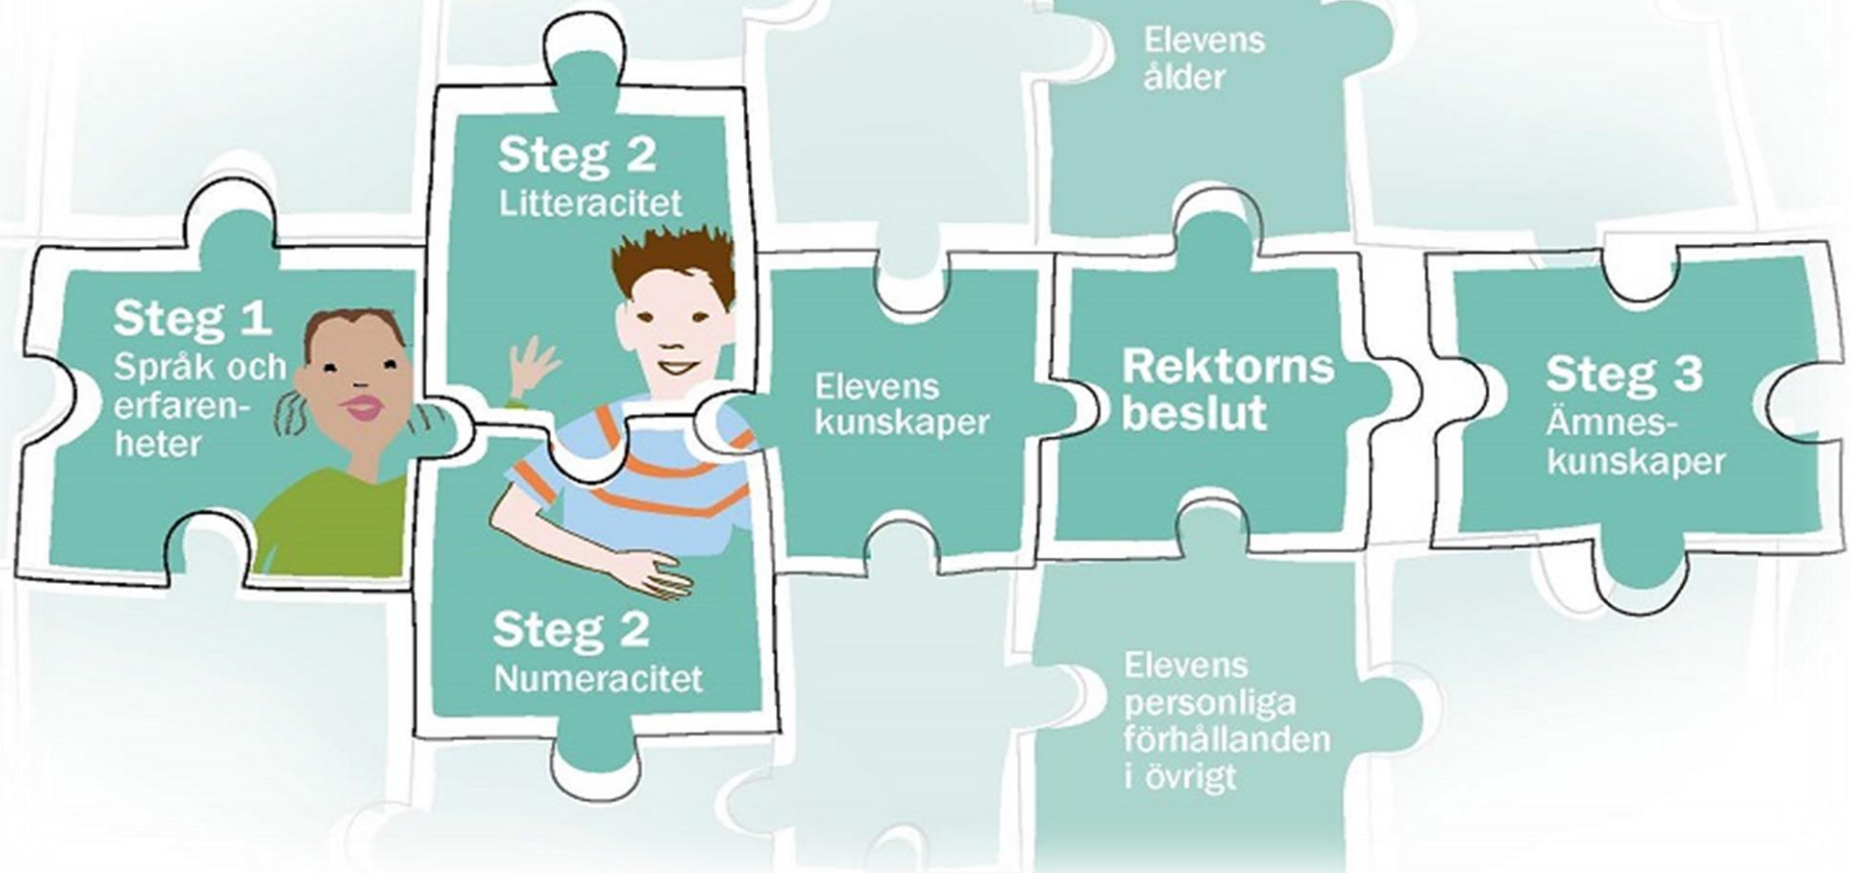 Steg 1
Språk och
erfaren-
heter
Steg 2
Litteracitet
Steg 2
Numeracitet
Elevens
kunskaper
Elevens
ålder
Rektorns
beslut
Elevens
personliga
förhållanden
i övrigt
Steg 3
Ämnes-
kunskaper